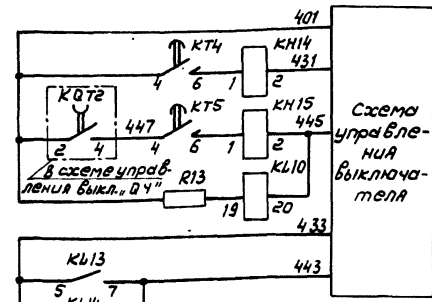 401
KT4 KH14
431
4 6 1 2
KQT2
447 KT5 KH15
445
2 4 4 6 1 2
В схеме управ-
ления выкл. „Q4"
R13 KL10
19 20
Схема
управле-
ния
выключа-
теля
433
KL13
443
5 7